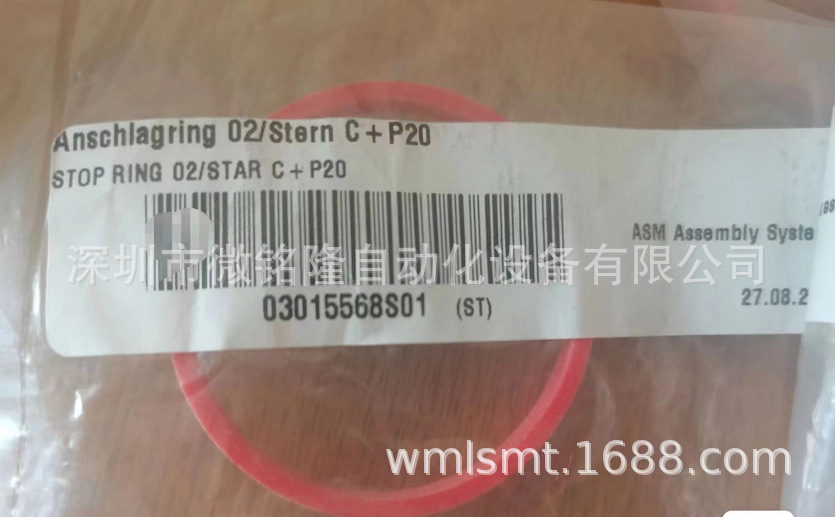 Anschlagring 02/Stern C+P20
STOP RING 02/STAR C+P20
ASM Assembly
深圳市微铭隆自动化设备有限公司
03015568S01 (ST)
27.08.2
wmlsmt.1688.com